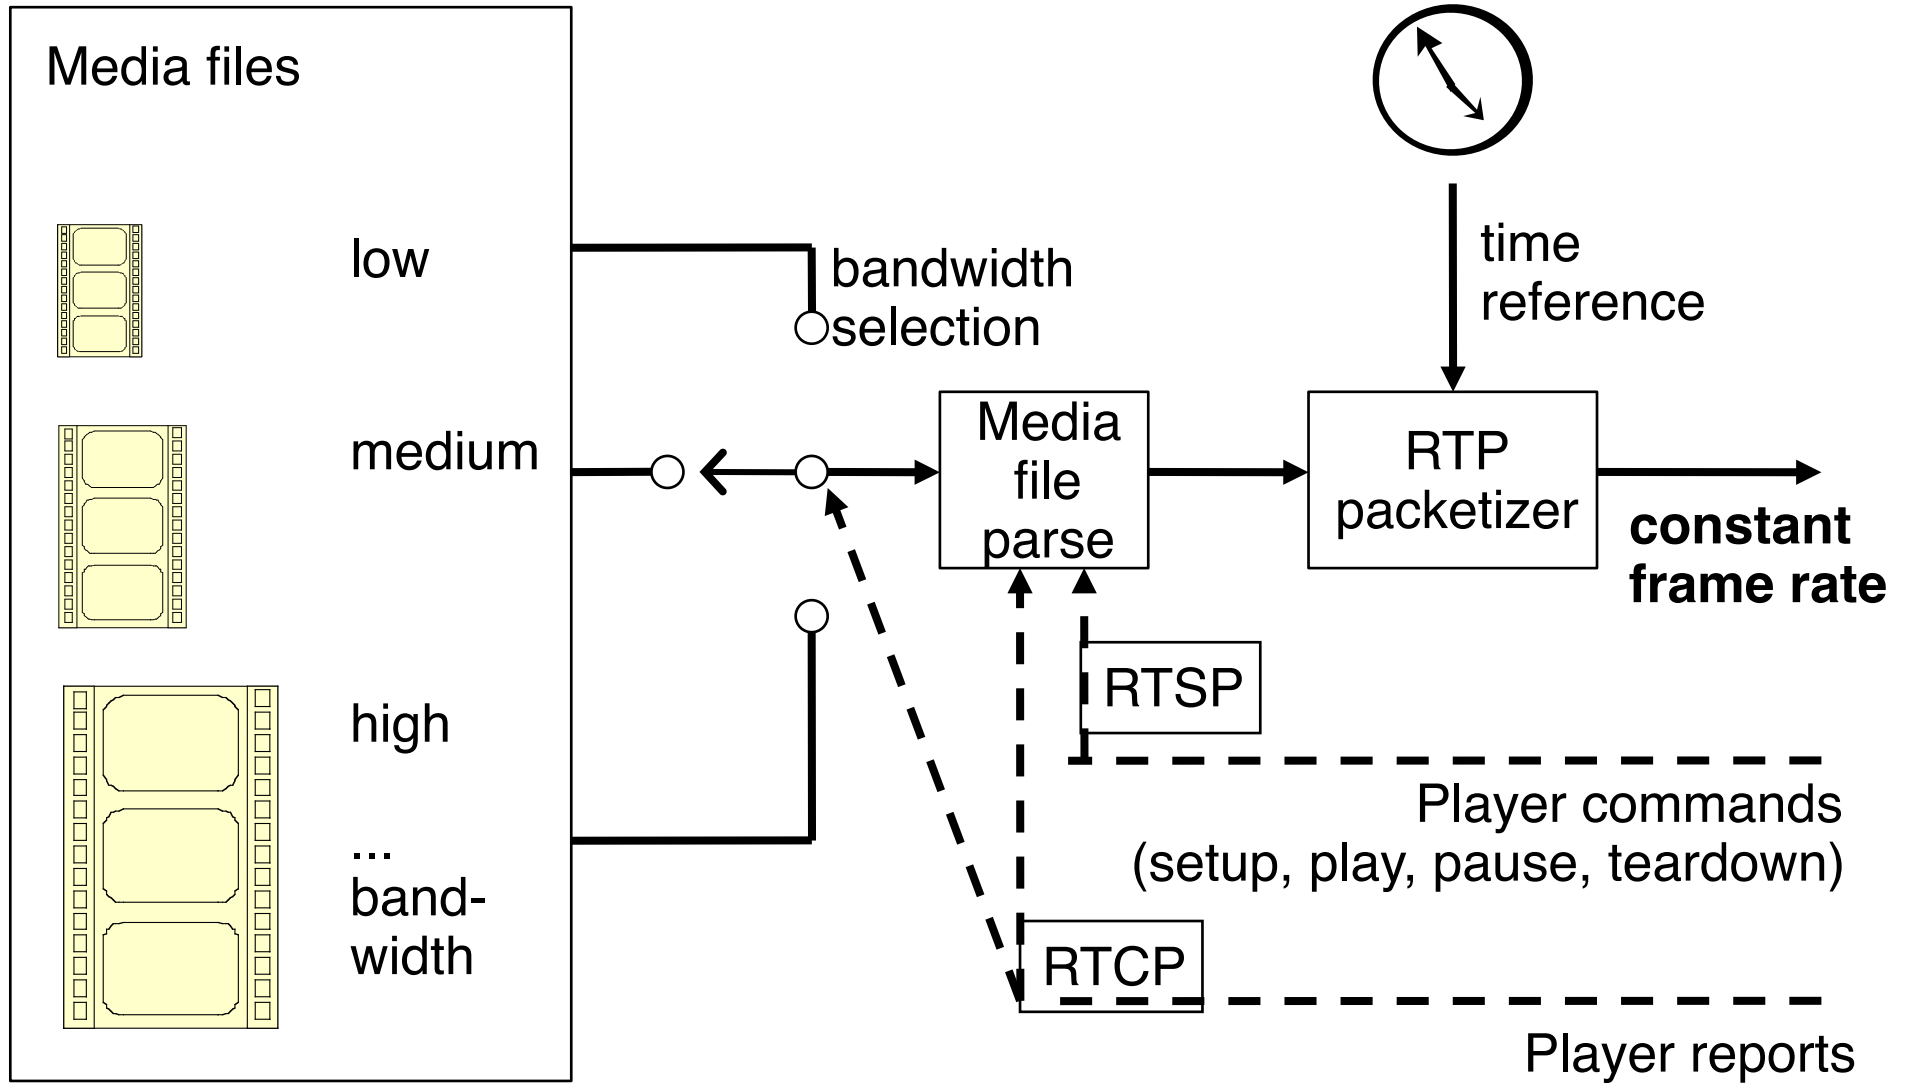 Media files
low
medium
high
...
band-
width
bandwidth
selection
Media
file
parse
time
reference
RTP
packetizer
constant
frame rate
RTSP
Player commands
(setup, play, pause, teardown)
RTCP
Player reports